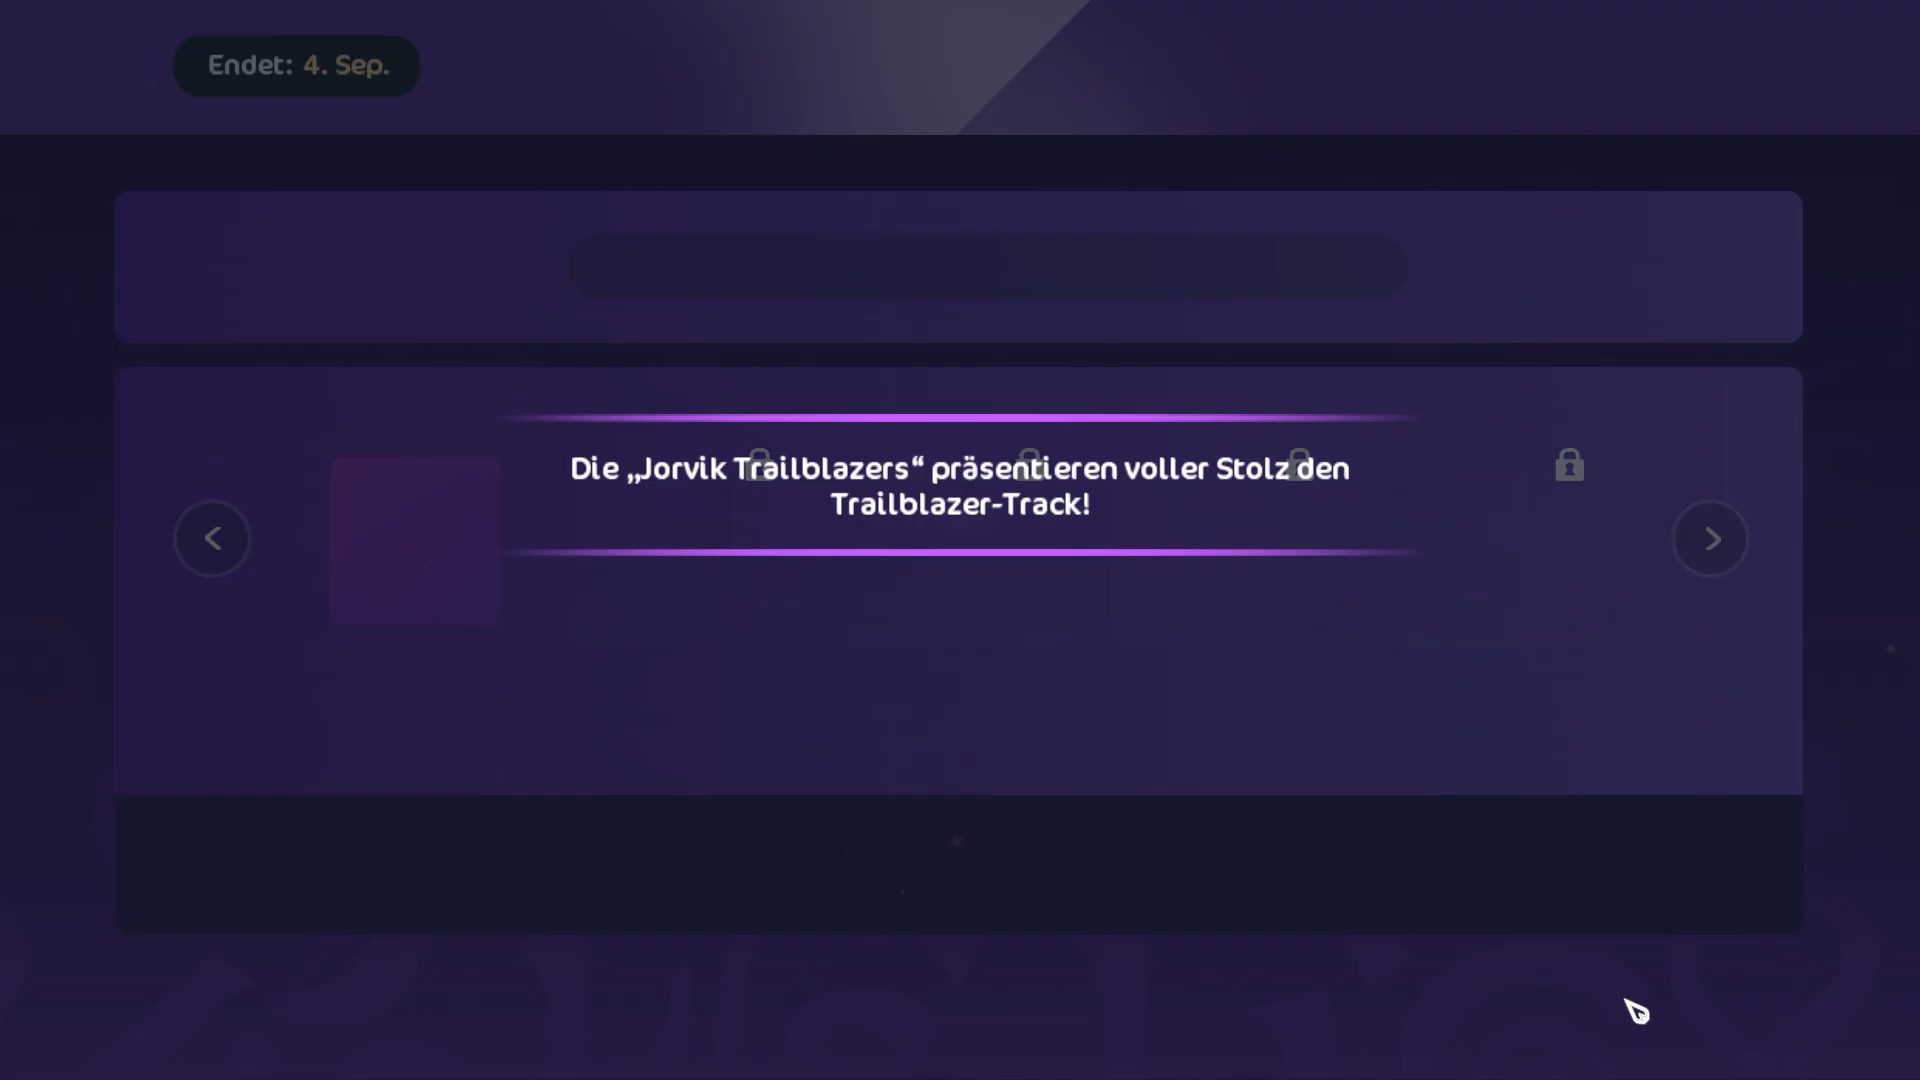 Endet: 4. Sep.
Die „Jorvik Trailblazers“ präsentieren voller Stolz den
Trailblazer-Track!